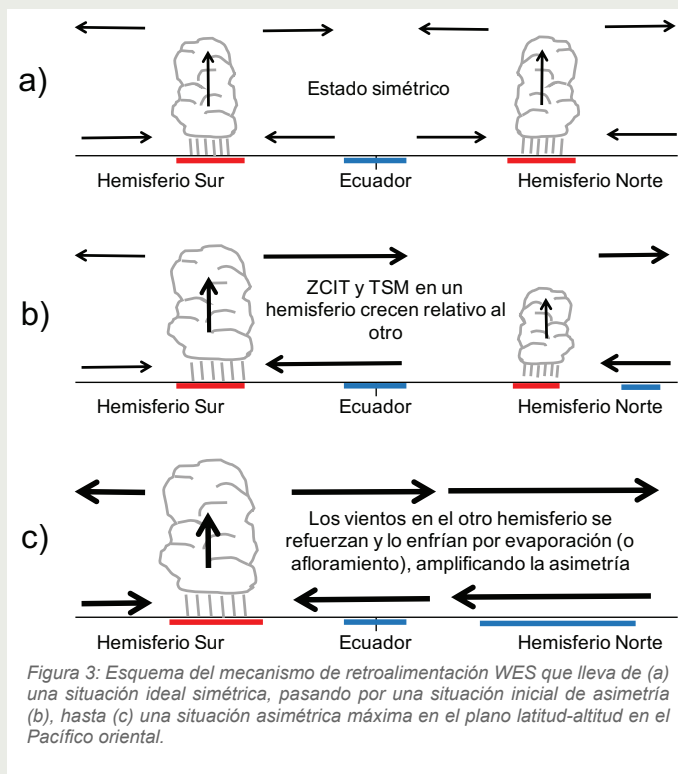 a)
Estado simétrico
Hemisferio Sur
Ecuador
Hemisferio Norte
b)
ZCIT y TSM en un
hemisferio crecen relativo al
otro
Hemisferio Sur
Ecuador
Hemisferio Norte
c)
Los vientos en el otro hemisferio se
refuerzan y lo enfrían por evaporación (o
afloramiento), amplificando la asimetría
Hemisferio Sur
Ecuador
Hemisferio Norte
Figura 3: Esquema del mecanismo de retroalimentación WES que lleva de (a)
una situación ideal simétrica, pasando por una situación inicial de asimetría
(b), hasta (c) una situación asimétrica máxima en el plano latitud-altitud en el
Pacífico oriental.